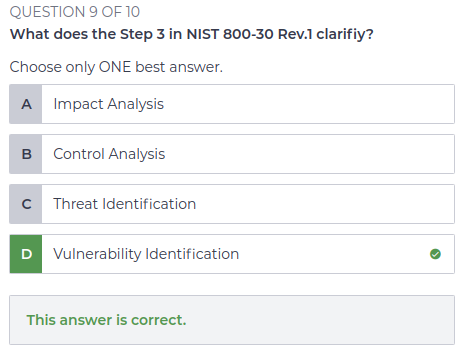 QUESTION 9 OF 10
What does the Step 3 in NIST 800-30 Rev.1 clarifiy?
Choose only ONE best answer.
A Impact Analysis
B Control Analysis
C Threat Identification
D Vulnerability Identification
This answer is correct.